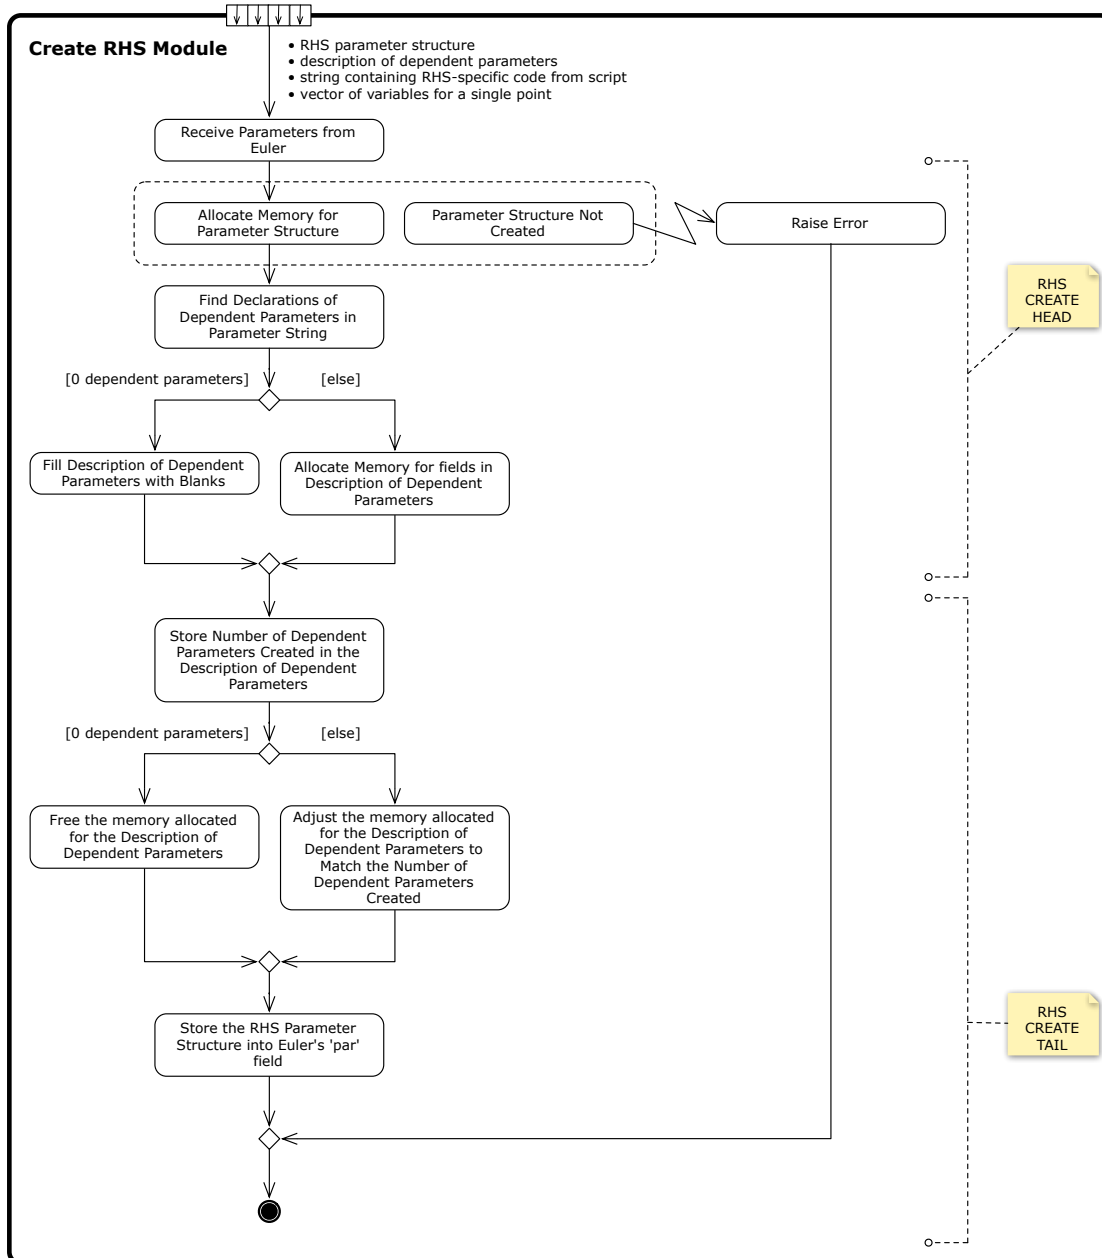 Create RHS Module
• RHS parameter structure
• description of dependent parameters
• string containing RHS-specific code from script
• vector of variables for a single point
Receive Parameters from
Euler
Allocate Memory for
Parameter Structure
Parameter Structure Not
Created
Raise Error
RHS
CREATE
HEAD
Find Declarations of
Dependent Parameters in
Parameter String
[0 dependent parameters]
[else]
Fill Description of Dependent
Parameters with Blanks
Allocate Memory for fields in
Description of Dependent
Parameters
Store Number of Dependent
Parameters Created in the
Description of Dependent
Parameters
[0 dependent parameters]
[else]
Free the memory allocated
for the Description of
Dependent Parameters
Adjust the memory allocated
for the Description of
Dependent Parameters to
Match the Number of
Dependent Parameters
Created
Store the RHS Parameter
Structure into Euler's 'par'
field
RHS
CREATE
TAIL